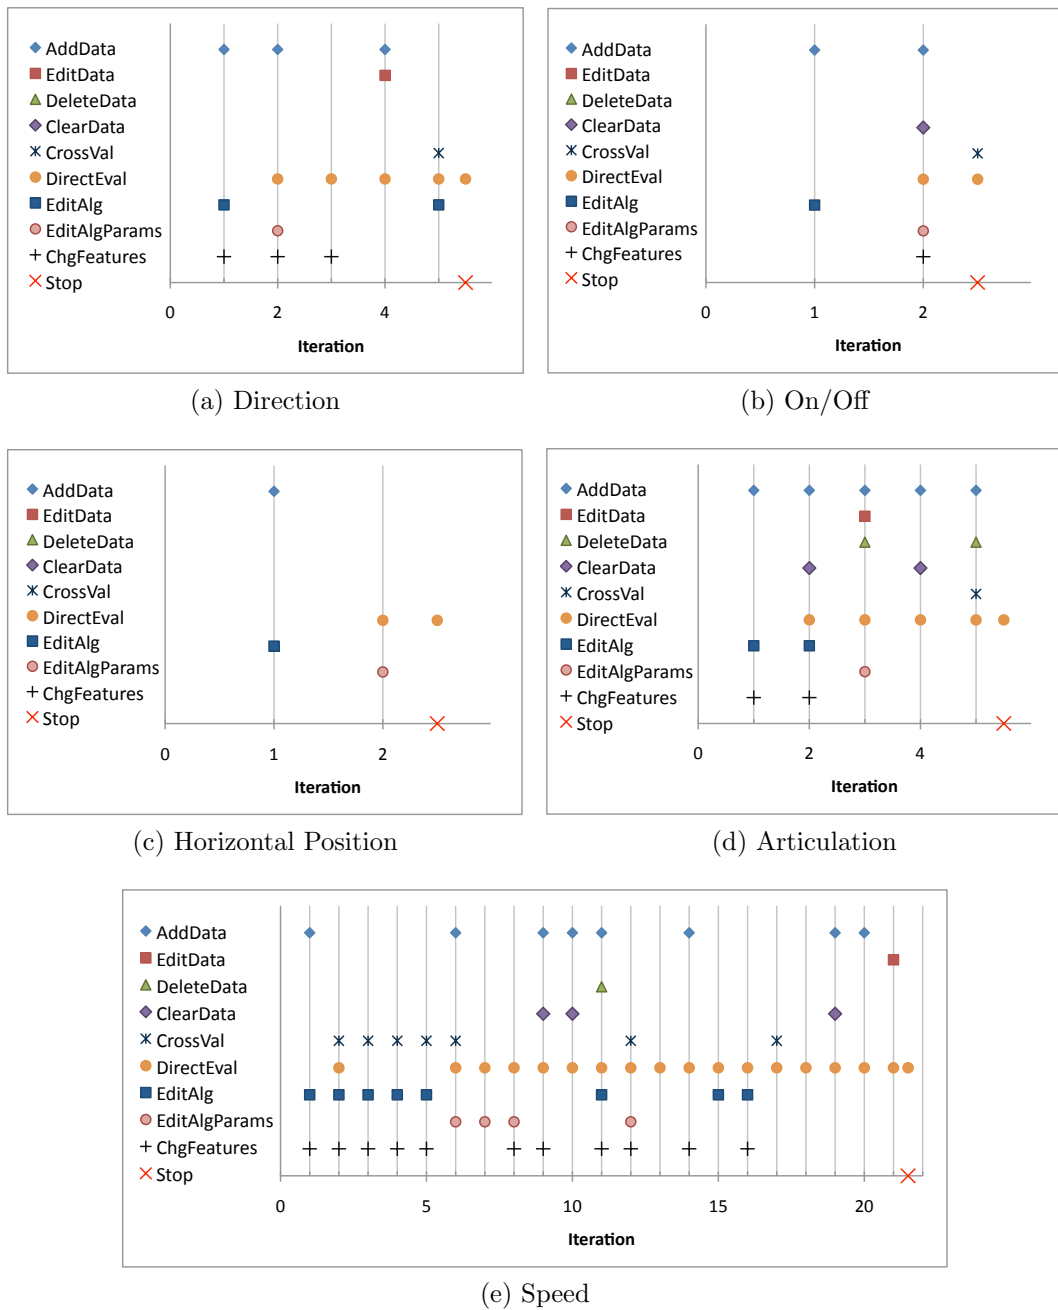 AddData
EditData
DeleteData
ClearData
CrossVal
DirectEval
EditAlg
EditAlgParams
ChgFeatures
Stop
0 2 4
Iteration
(a) Direction
AddData
EditData
DeleteData
ClearData
CrossVal
DirectEval
EditAlg
EditAlgParams
ChgFeatures
Stop
0 1 2
Iteration
(b) On/Off
AddData
EditData
DeleteData
ClearData
CrossVal
DirectEval
EditAlg
EditAlgParams
ChgFeatures
Stop
0 1 2
Iteration
(c) Horizontal Position
AddData
EditData
DeleteData
ClearData
CrossVal
DirectEval
EditAlg
EditAlgParams
ChgFeatures
Stop
0 2 4
Iteration
(d) Articulation
AddData
EditData
DeleteData
ClearData
CrossVal
DirectEval
EditAlg
EditAlgParams
ChgFeatures
Stop
0 5 10 15 20
Iteration
(e) Speed